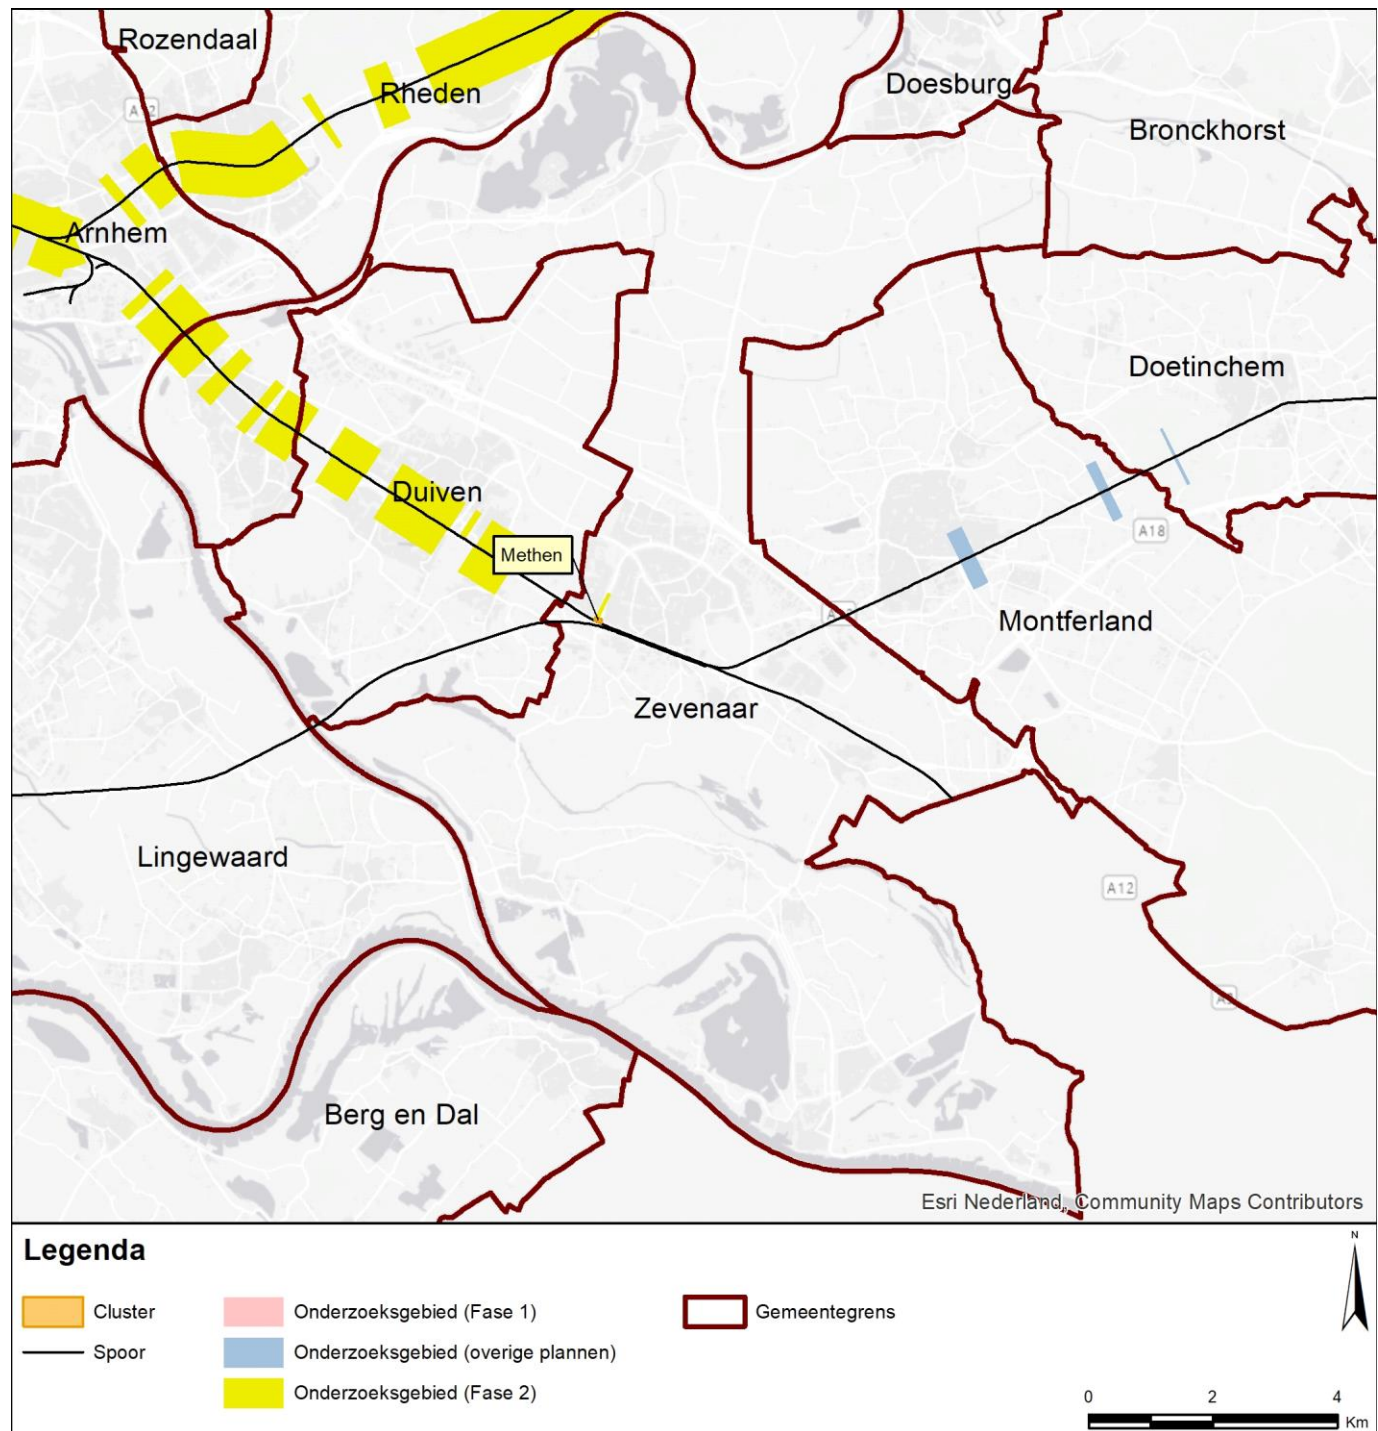 Rozendaal
Rheden
Doesburg
Bronckhorst
Arnhem
Doetinchem
Duiven
A18
Methen
Montferland
Zevenaar
Lingewaard
A12
Berg en Dal
Esri Nederland, Community Maps Contributors
Legenda
N
Cluster
Onderzoeksgebied (Fase 1)
Gemeentegrens
Spoor
Onderzoeksgebied (overige plannen)
Onderzoeksgebied (Fase 2)
0 2 4
Km